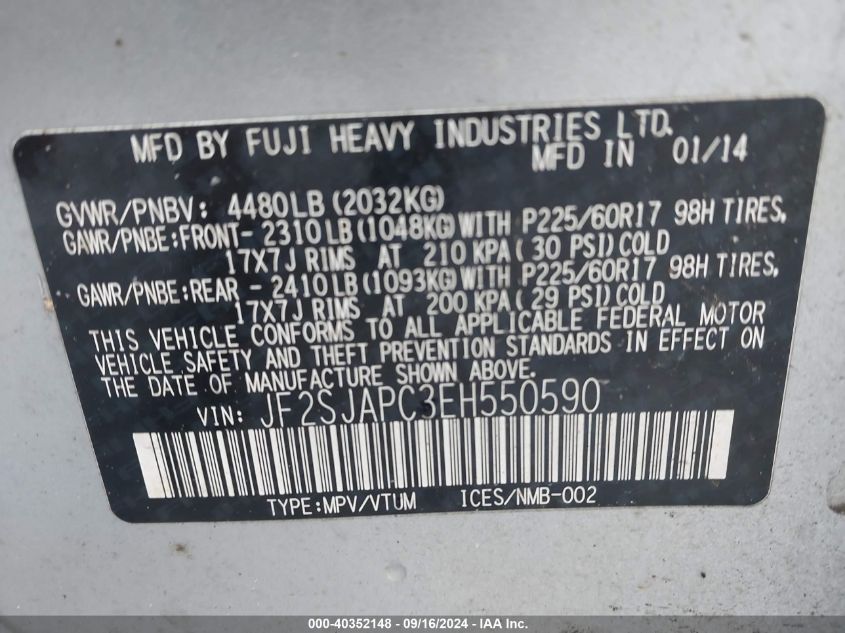 MFD BY FUJI HEAVY INDUSTRIES LTD.
MFD IN 01/14
GVWR/PNBV: 4480LB (2032KG)
GAWR/PNBE:FRONT- 2310LB (1048KG)WITH P225/60R17 98H TIRES,
17X7J RIMS AT 210 KPA( 30 PSI)COLD
GAWR/PNBE:REAR - 2410LB (1093KG)WITH P225/60R17 98H TIRES,
17X7J RIMS AT 200 KPA( 29 PSI)COLD
THIS VEHICLE CONFORMS TO ALL APPLICABLE FEDERAL MOTOR
VEHICLE SAFETY AND THEFT PREVENTION STANDARDS IN EFFECT ON
THE DATE OF MANUFACTURE SHOWN ABOVE.
VIN: JF2SJAPC3EH550590
TYPE:MPV/VTUM ICES/NMB-002
000-40352148 - 09/16/2024 - IAA Inc.